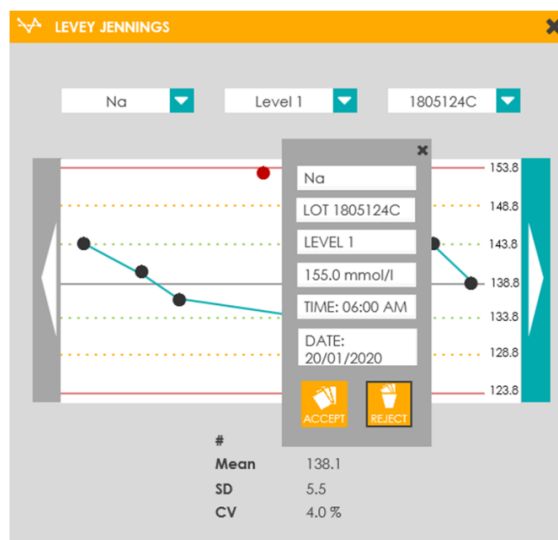 LEVEY JENNINGS
Na
Level 1
1805124C
Na
LOT 1805124C
LEVEL 1
155.0 mmol/l
TIME: 06:00 AM
DATE:
20/01/2020
ACCEPT
REJECT
153.8
148.8
143.8
138.8
133.8
128.8
123.8
#
Mean 138.1
SD 5.5
CV 4.0 %